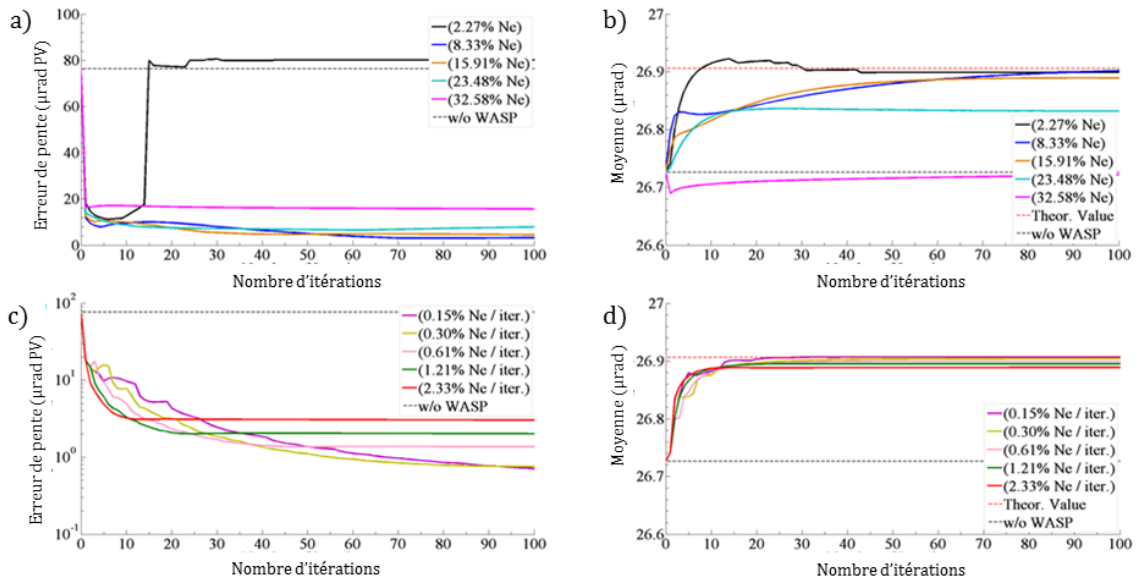 a)
100
80
60
40
20
0
Erreur de pente (µrad PV)
(2.27% Ne)
(8.33% Ne)
(15.91% Ne)
(23.48% Ne)
(32.58% Ne)
w/o WASP
0 10 20 30 40 50 60 70 80 90 100
Nombre d'itérations
b)
27
26.9
26.8
26.7
26.6
Moyenne (µrad)
(2.27% Ne)
(8.33% Ne)
(15.91% Ne)
(23.48% Ne)
(32.58% Ne)
Theor. Value
w/o WASP
0 10 20 30 40 50 60 70 80 90 100
Nombre d'itérations
c)
10²
10¹
10⁰
10⁻¹
Erreur de pente (µrad PV)
(0.15% Ne / iter.)
(0.30% Ne / iter.)
(0.61% Ne / iter.)
(1.21% Ne / iter.)
(2.33% Ne / iter.)
w/o WASP
0 10 20 30 40 50 60 70 80 90 100
Nombre d'itérations
d)
27
26.9
26.8
26.7
26.6
Moyenne (µrad)
(0.15% Ne / iter.)
(0.30% Ne / iter.)
(0.61% Ne / iter.)
(1.21% Ne / iter.)
(2.33% Ne / iter.)
Theor. Value
w/o WASP
0 10 20 30 40 50 60 70 80 90 100
Nombre d'itérations